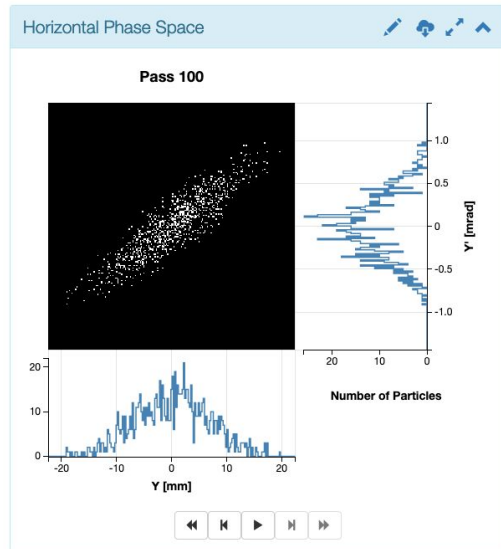 Horizontal Phase Space
Pass 100
1.0
0.5
0
-0.5
-1.0
Y' [mrad]
20 10 0
Number of Particles
20
10
0
-20 -10 0 10 20
Y [mm]